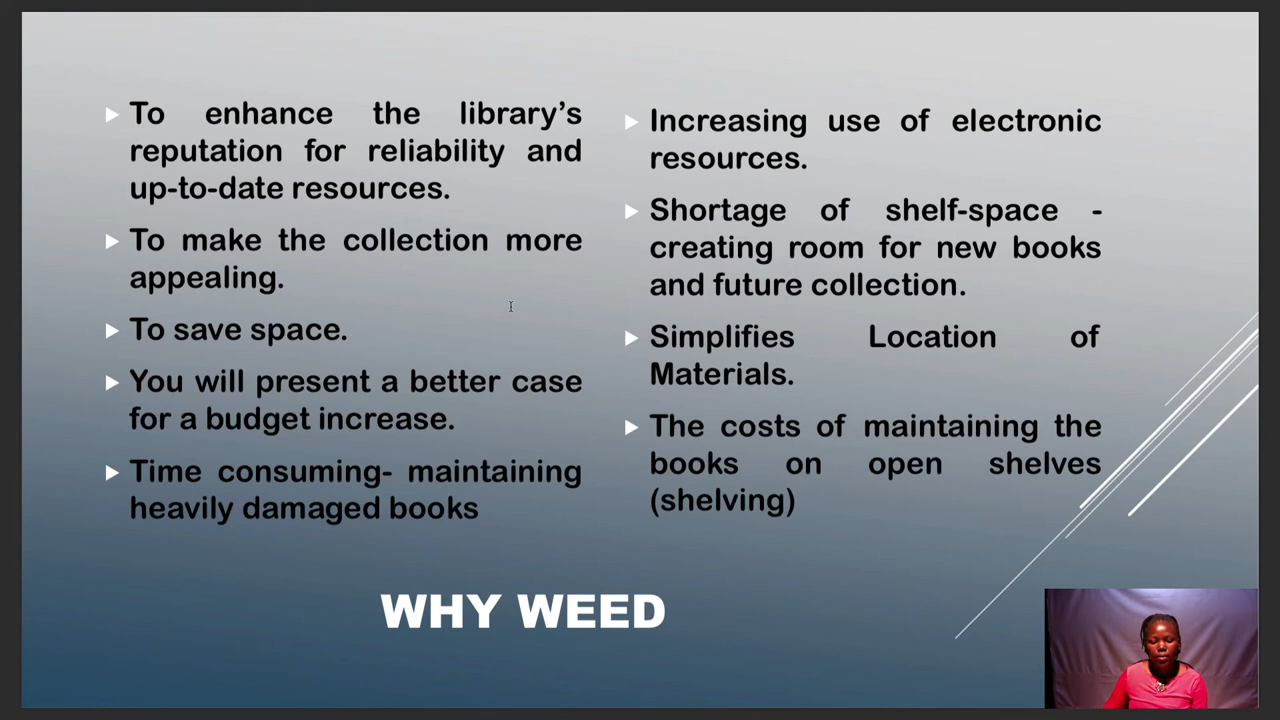 To enhance the library's
reputation for reliability and
up-to-date resources.
To make the collection more
appealing.
To save space.
You will present a better case
for a budget increase.
Time consuming- maintaining
heavily damaged books
Increasing use of electronic
resources.
Shortage of shelf-space -
creating room for new books
and future collection.
Simplifies Location of
Materials.
The costs of maintaining the
books on open shelves
(shelving)
WHY WEED